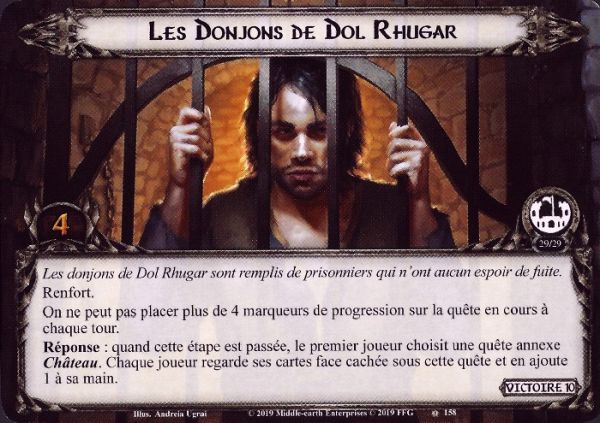 LES DONJONS DE DOL RHUGAR
4
29/29
Les donjons de Dol Rhugar sont remplis de prisonniers qui n'ont aucun espoir de fuite.
Renfort.
On ne peut pas placer plus de 4 marqueurs de progression sur la quête en cours à
chaque tour.
Réponse : quand cette étape est passée, le premier joueur choisit une quête annexe
Château. Chaque joueur regarde ses cartes face cachée sous cette quête et en ajoute
1 à sa main.
VICTOIRE 10
Illus. Andreia Ugrai
© 2019 Middle-earth Enterprises © 2019 FFG
158